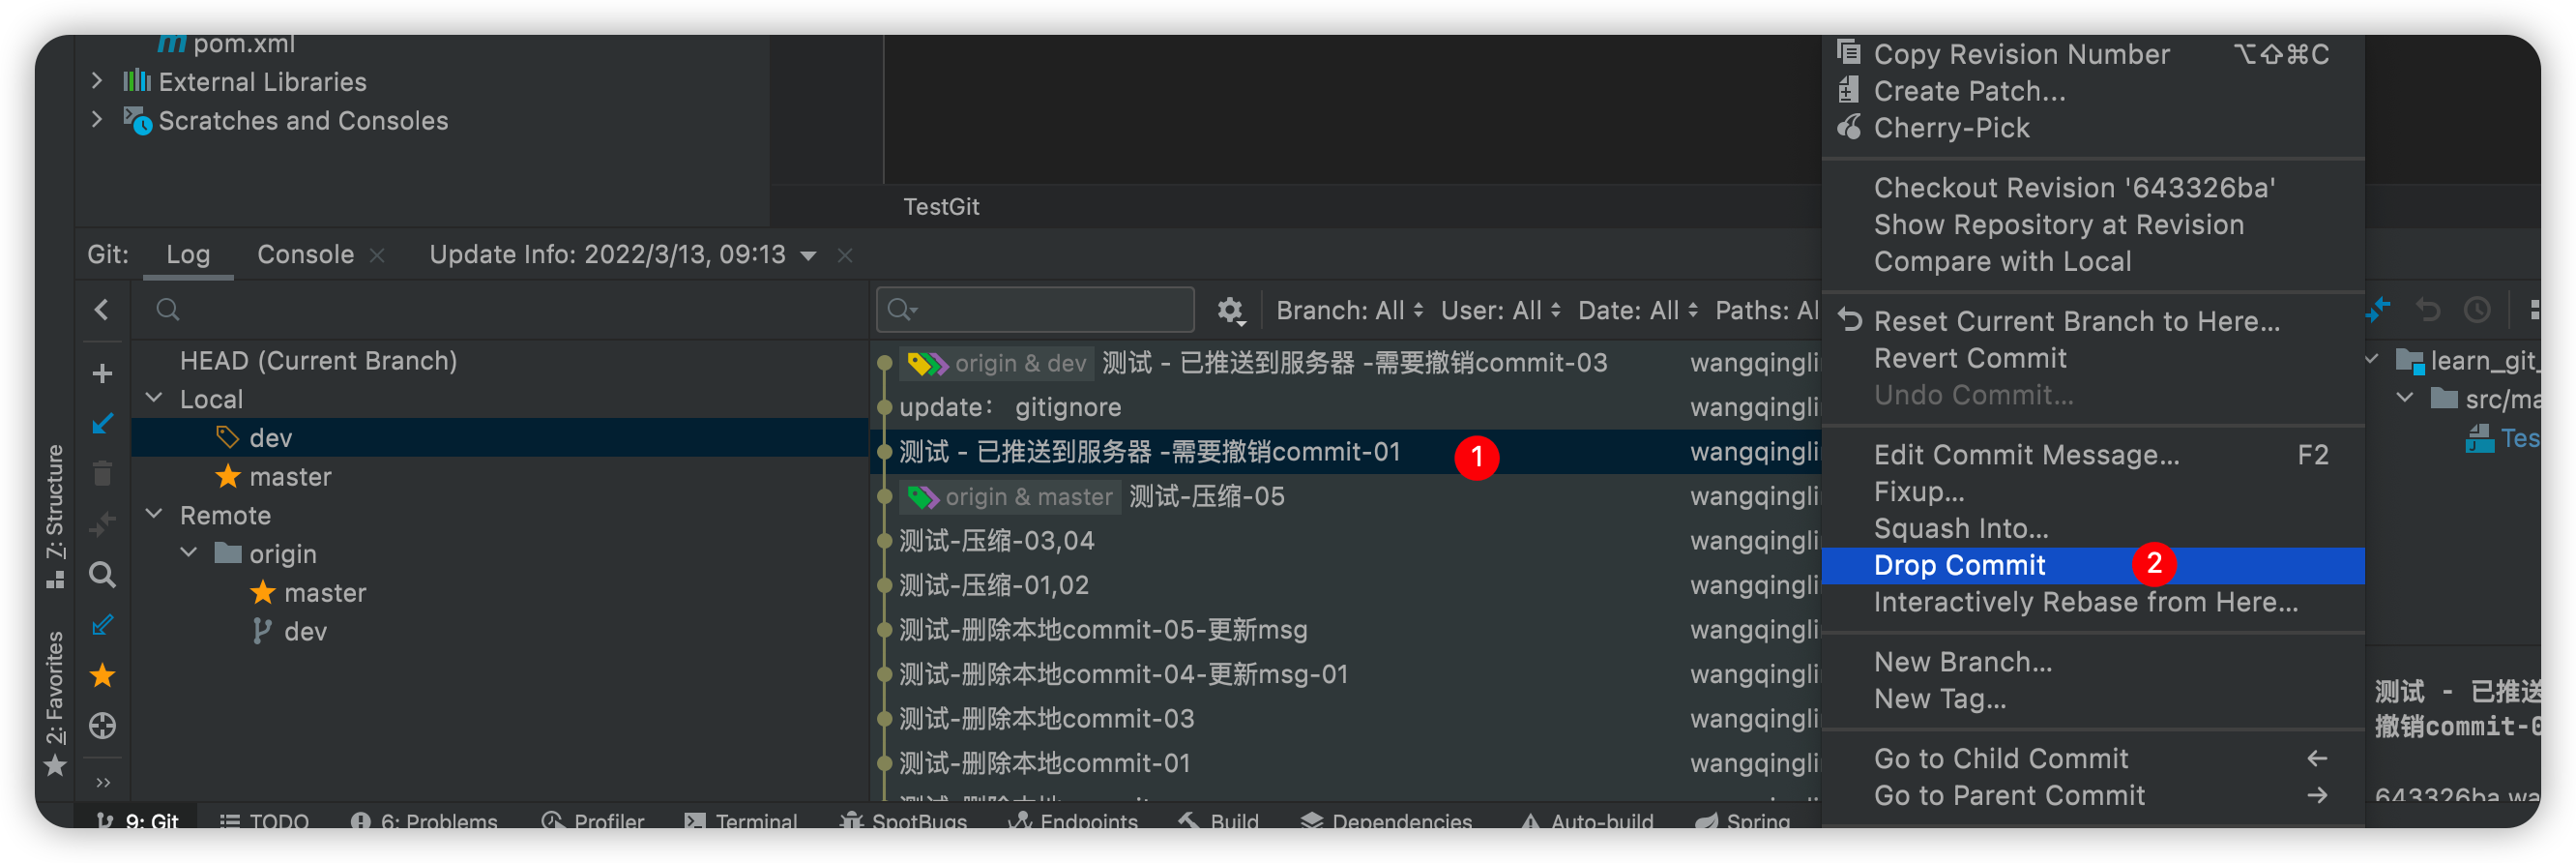 pom.xml
External Libraries
Scratches and Consoles
TestGit
Git: Log Console Update Info: 2022/3/13, 09:13
Branch: All User: All Date: All Paths: Al
HEAD (Current Branch)
Local
dev
master
Remote
origin
master
dev
origin & dev 测试 - 已推送到服务器 -需要撤销commit-03 wangqingli
update： gitignore wangqingli
测试 - 已推送到服务器 -需要撤销commit-01 1 wangqingli
origin & master 测试-压缩-05 wangqingli
测试-压缩-03,04 wangqingli
测试-压缩-01,02 wangqingli
测试-删除本地commit-05-更新msg wangqingli
测试-删除本地commit-04-更新msg-01 wangqingli
测试-删除本地commit-03 wangqingli
测试-删除本地commit-01 wangqingli
Copy Revision Number ⌥⇧⌘C
Create Patch...
Cherry-Pick
Checkout Revision '643326ba'
Show Repository at Revision
Compare with Local
Reset Current Branch to Here...
Revert Commit
Undo Commit...
Edit Commit Message... F2
Fixup...
Squash Into...
Drop Commit 2
Interactively Rebase from Here...
New Branch...
New Tag...
Go to Child Commit ←
Go to Parent Commit →
learn_git_
src/ma
Tes
测试 - 已推送
撤销commit-0
643326ba wa
7: Structure
2: Favorites
9: Git TODO 6: Problems Profiler Terminal SpotBugs Endpoints Build Dependencies Auto-build Spring